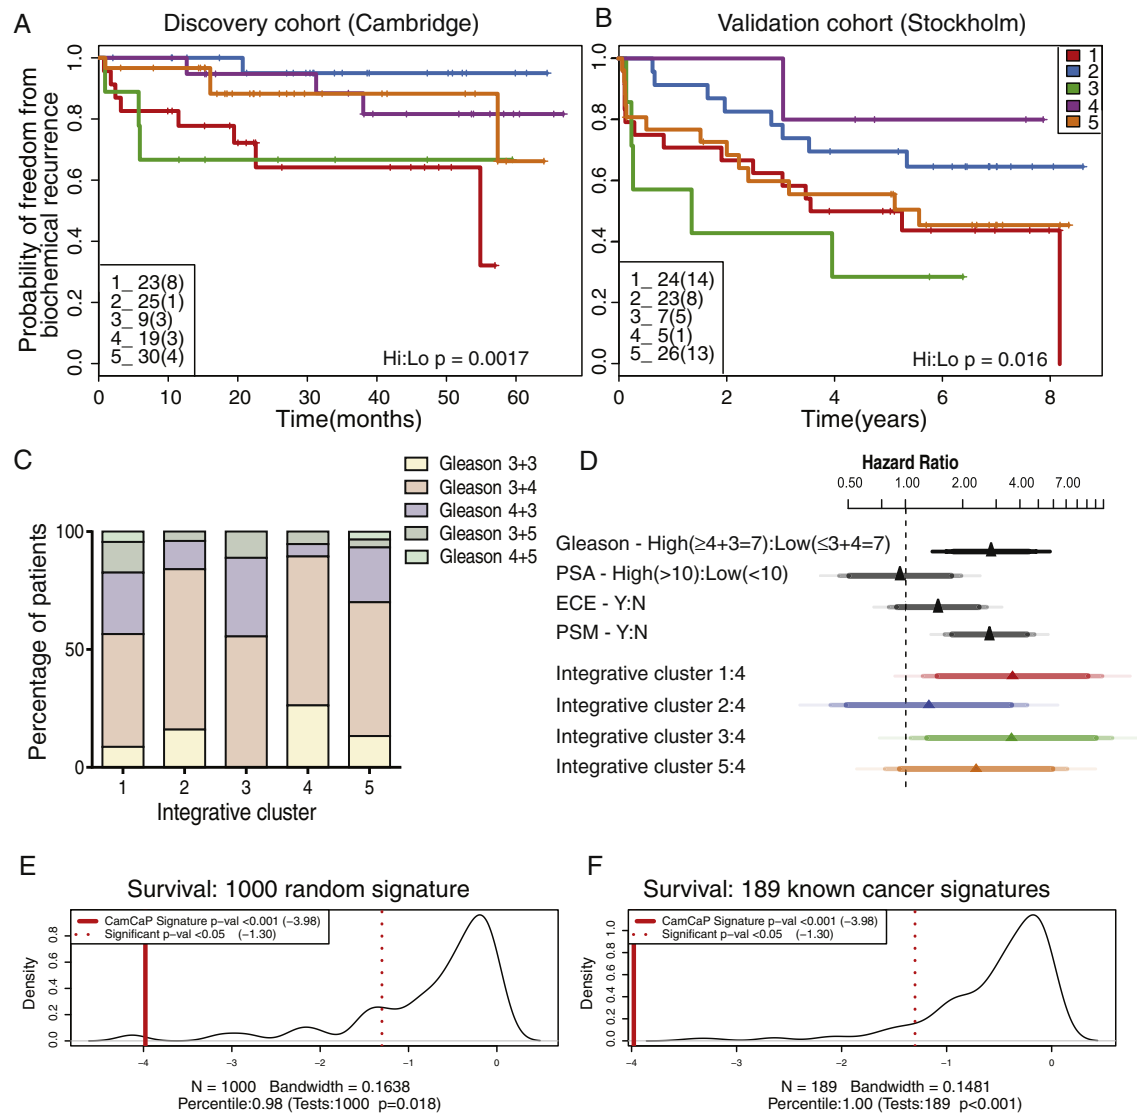 A
Discovery cohort (Cambridge)
Probability of freedom from
biochemical recurrence
1.0
0.8
0.6
0.4
0.2
0.0
1_ 23(8)
2_ 25(1)
3_ 9(3)
4_ 19(3)
5_ 30(4)
Hi:Lo p = 0.0017
0 10 20 30 40 50 60
Time(months)
B
Validation cohort (Stockholm)
1.0
0.8
0.6
0.4
0.2
0.0
1
2
3
4
5
1_ 24(14)
2_ 23(8)
3_ 7(5)
4_ 5(1)
5_ 26(13)
Hi:Lo p = 0.016
0 2 4 6 8
Time(years)
C
Gleason 3+3
Gleason 3+4
Gleason 4+3
Gleason 3+5
Gleason 4+5
Percentage of patients
100
50
0
1 2 3 4 5
Integrative cluster
D
Hazard Ratio
0.50 1.00 2.00 4.00 7.00
Gleason - High(≥4+3=7):Low(≤3+4=7)
PSA - High(>10):Low(<10)
ECE - Y:N
PSM - Y:N
Integrative cluster 1:4
Integrative cluster 2:4
Integrative cluster 3:4
Integrative cluster 5:4
E
Survival: 1000 random signature
CamCaP Signature p-val <0.001 (−3.98)
Significant p-val <0.05 (−1.30)
Density
0.8
0.6
0.4
0.2
0.0
−4 −3 −2 −1 0
N = 1000 Bandwidth = 0.1638
Percentile:0.98 (Tests:1000 p=0.018)
F
Survival: 189 known cancer signatures
CamCaP Signature p-val <0.001 (−3.98)
Significant p-val <0.05 (−1.30)
Density
1.0
0.8
0.6
0.4
0.2
0.0
−4 −3 −2 −1 0
N = 189 Bandwidth = 0.1481
Percentile:1.00 (Tests:189 p<0.001)